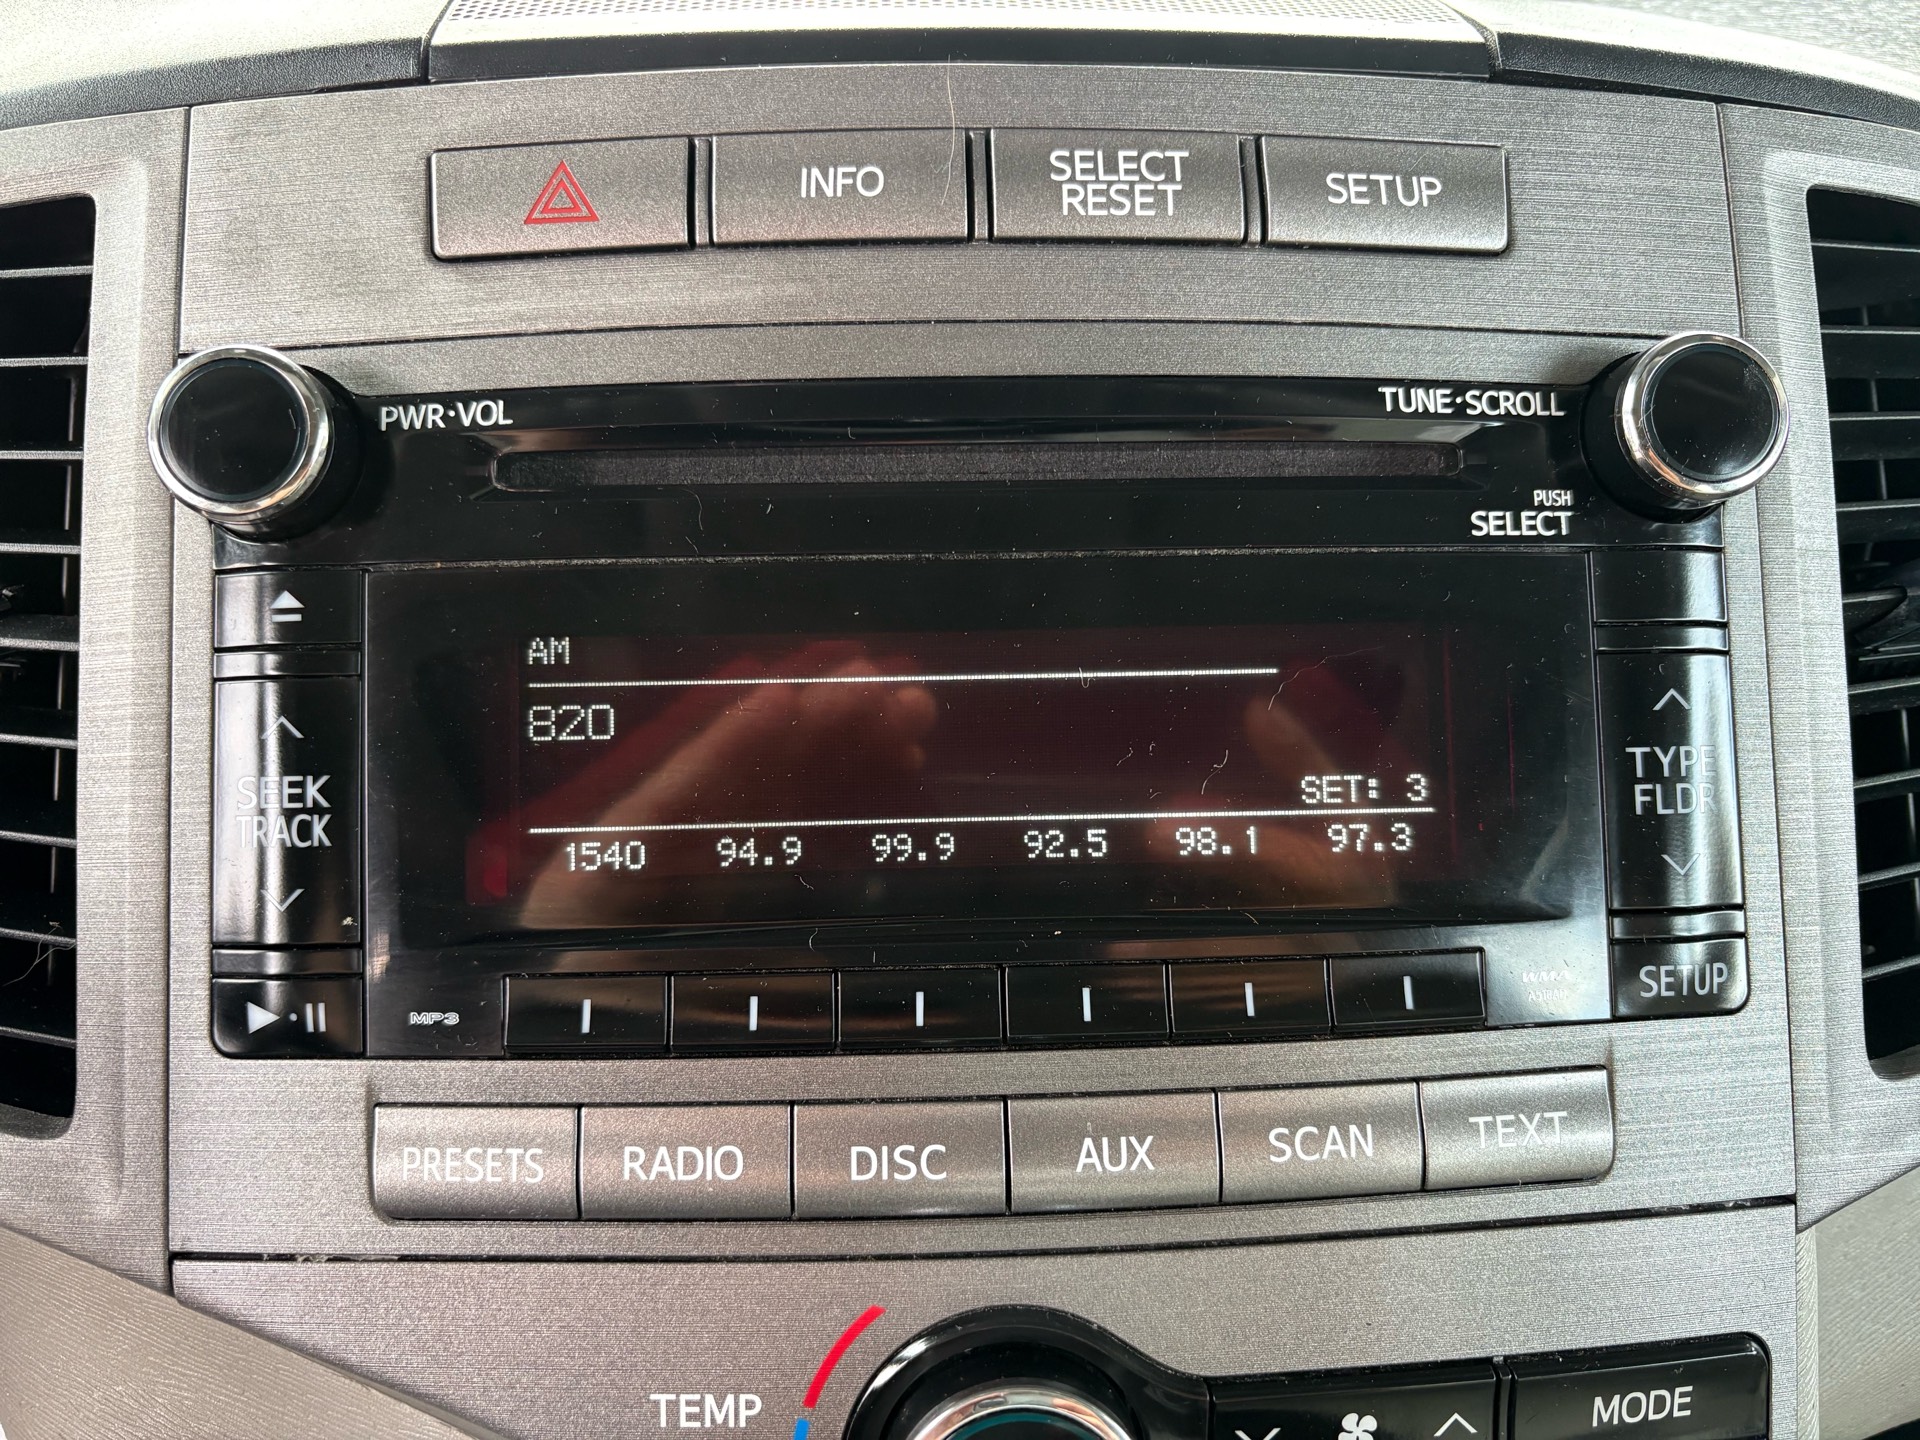 INFO
SELECT
RESET
SETUP
PWR·VOL
TUNE·SCROLL
PUSH
SELECT
AM
820
SEEK
TRACK
TYPE
FLDR
SET: 3
1540 94.9 99.9 92.5 98.1 97.3
MP3
WMA
SETUP
PRESETS RADIO DISC AUX SCAN TEXT
TEMP
MODE